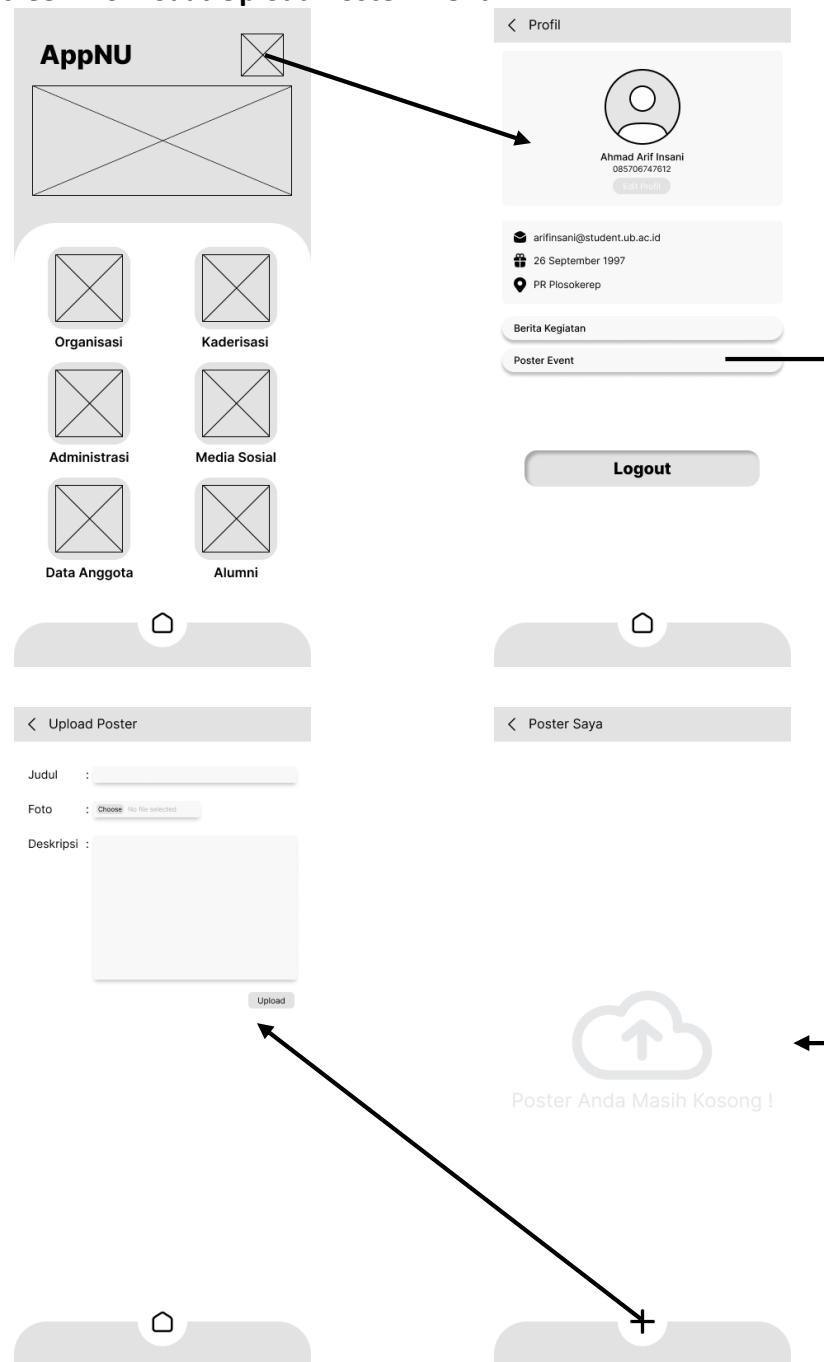 AppNU
Organisasi
Kaderisasi
Administrasi
Media Sosial
Data Anggota
Alumni
Profil
Ahmad Arif Insani
085706747612
Edit Profil
arifinsani@student.ub.ac.id
26 September 1997
PR Plosokerep
Berita Kegiatan
Poster Event
Logout
Upload Poster
Judul :
Foto : Choose No file selected
Deskripsi :
Upload
Poster Saya
Poster Anda Masih Kosong !